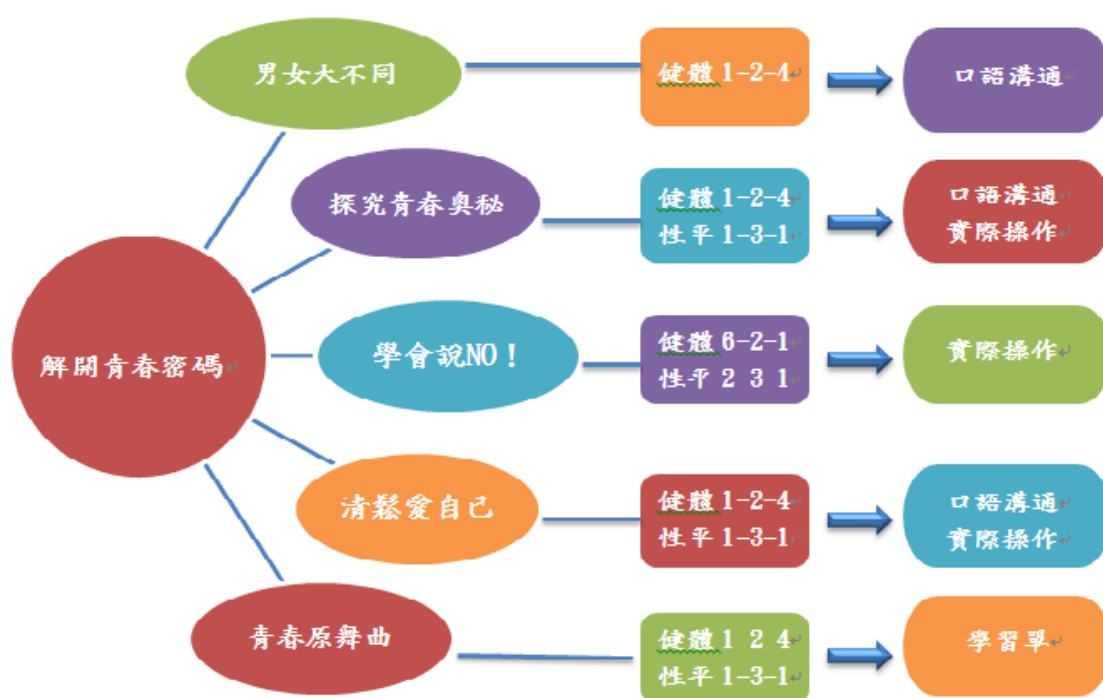 解開青春密碼
男女大不同
健體 1-2-4
口語溝通
探究青春奧秘
健體 1-2-4
性平 1-3-1
口語溝通
實際操作
學會說NO！
健體 6-2-1
性平 2 3 1
實際操作
清鬆愛自己
健體 1-2-4
性平 1-3-1
口語溝通
實際操作
青春原舞曲
健體 1 2 4
性平 1-3-1
學習單